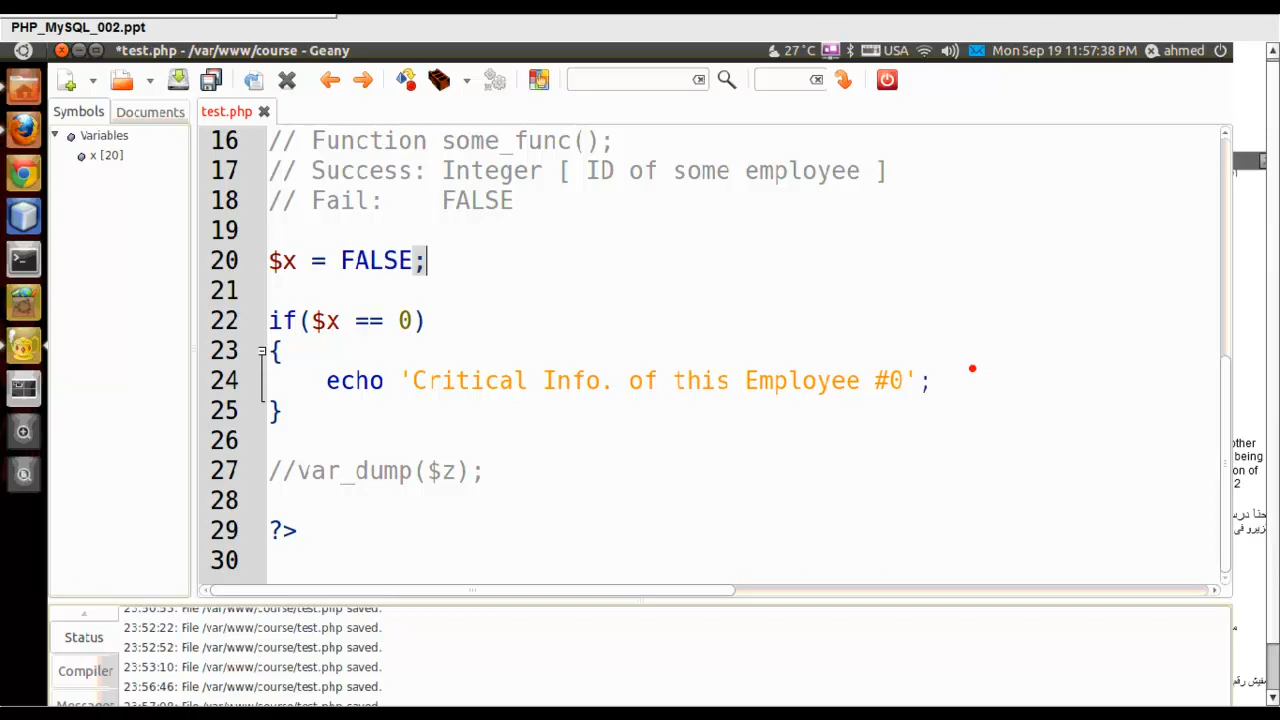 PHP_MySQL_002.ppt
*test.php - /var/www/course - Geany
27 °C
USA
Mon Sep 19 11:57:38 PM
ahmed
Symbols
Documents
test.php
Variables
x [20]
16 // Function some_func();
17 // Success: Integer [ ID of some employee ]
18 // Fail:    FALSE
19
20 $x = FALSE;
21
22 if($x == 0)
23 {
24     echo 'Critical Info. of this Employee #0';
25 }
26
27 //var_dump($z);
28
29 ?>
30
other
being
on of
2
Status
Compiler
23:52:22: File /var/www/course/test.php saved.
23:52:52: File /var/www/course/test.php saved.
23:53:10: File /var/www/course/test.php saved.
23:56:46: File /var/www/course/test.php saved.